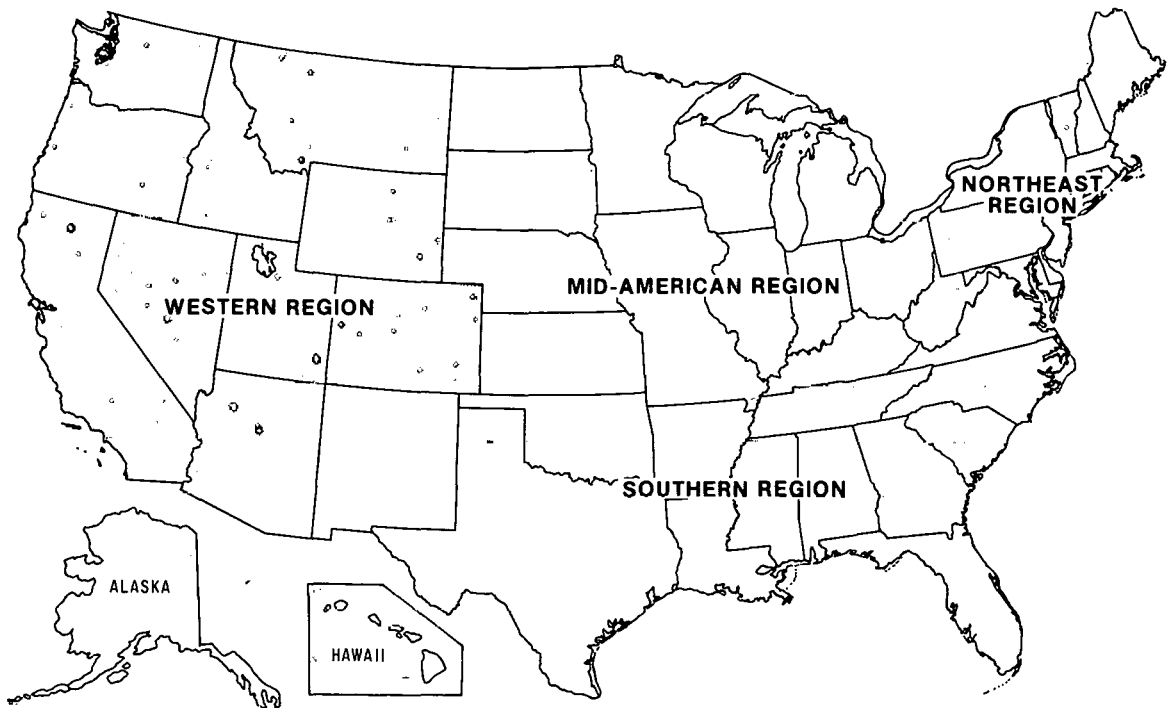 NORTHEAST
REGION
MID-AMERICAN REGION
WESTERN REGION
SOUTHERN REGION
ALASKA
HAWAII